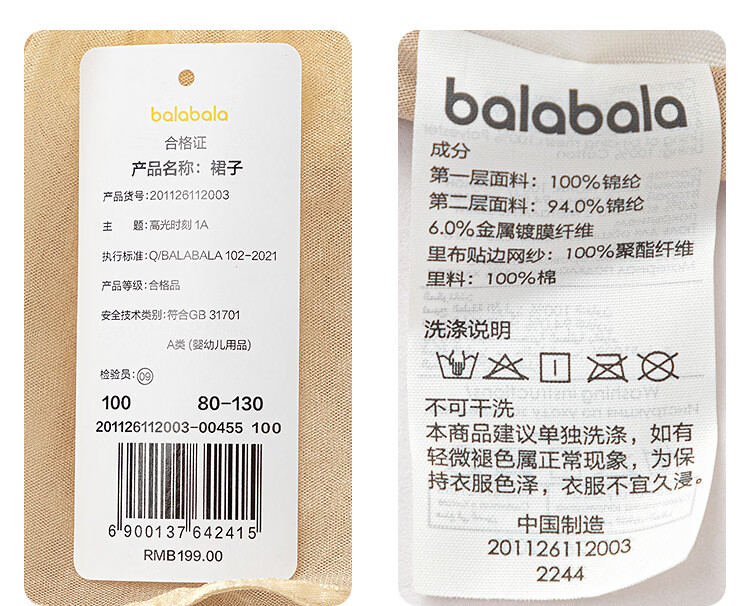 balabala
合格证
产品名称：裙子
产品货号:201126112003
主 题:高光时刻 1A
执行标准:Q/BALABALA 102-2021
产品等级:合格品
安全技术类别:符合GB 31701
A类 (婴幼儿用品)
检验员: 09
100 80-130
201126112003-00455 100
6 900137 642415
RMB199.00
balabala
成分
第一层面料：100%锦纶
第二层面料：94.0%锦纶
6.0%金属镀膜纤维
里布贴边网纱：100%聚酯纤维
里料：100%棉
洗涤说明
不可干洗
本商品建议单独洗涤，如有
轻微褪色属正常现象，为保
持衣服色泽，衣服不宜久浸。
中国制造
201126112003
2244